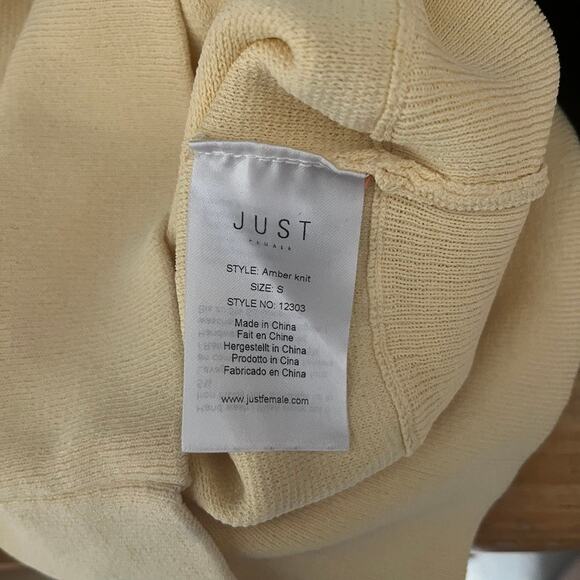 JUST
FEMALE
STYLE: Amber knit
SIZE: S
STYLE NO: 12303
Made in China
Fait en Chine
Hergestellt in China
Prodotto in Cina
Fabricado en China
www.justfemale.com